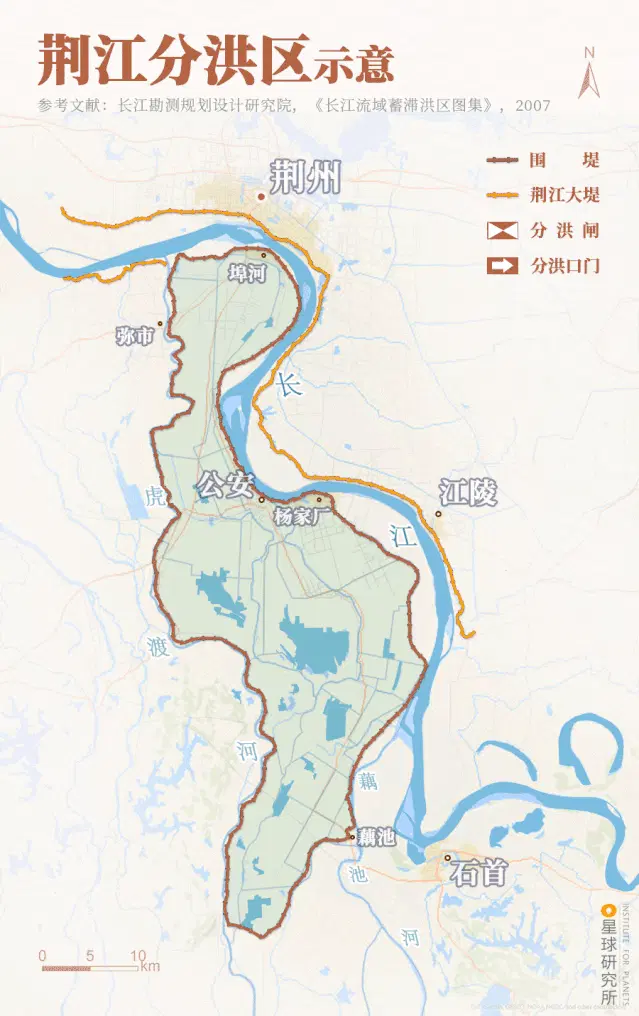 荆江分洪区示意
参考文献：长江勘测规划设计研究院，《长江流域蓄滞洪区图集》，2007
N
围 堤
荆江大堤
分洪闸
分洪口门
荆州
埠河
弥市
长
公安
杨家厂
江陵
虎
江
渡
河
藕
藕池
石首
池
河
0 5 10
km
星球研究所
INSTITUTE FOR PLANETS